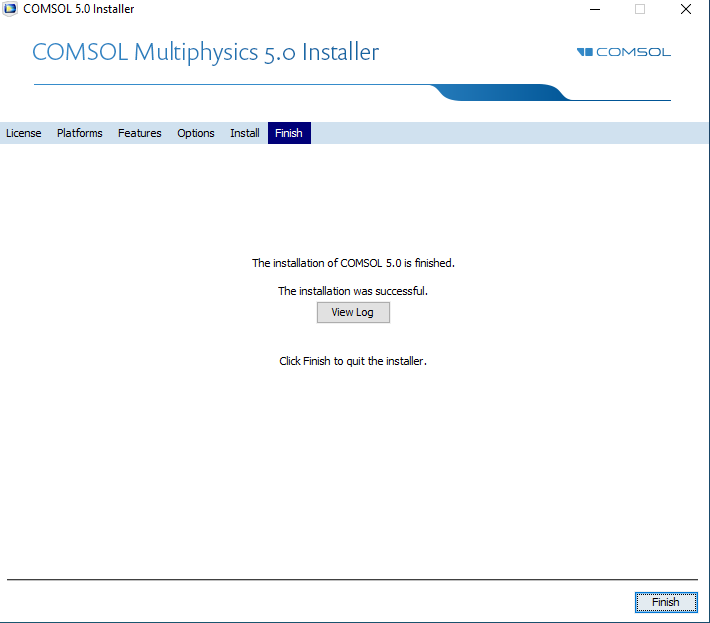 COMSOL 5.0 Installer
COMSOL Multiphysics 5.0 Installer
COMSOL
License Platforms Features Options Install Finish
The installation of COMSOL 5.0 is finished.
The installation was successful.
View Log
Click Finish to quit the installer.
Finish